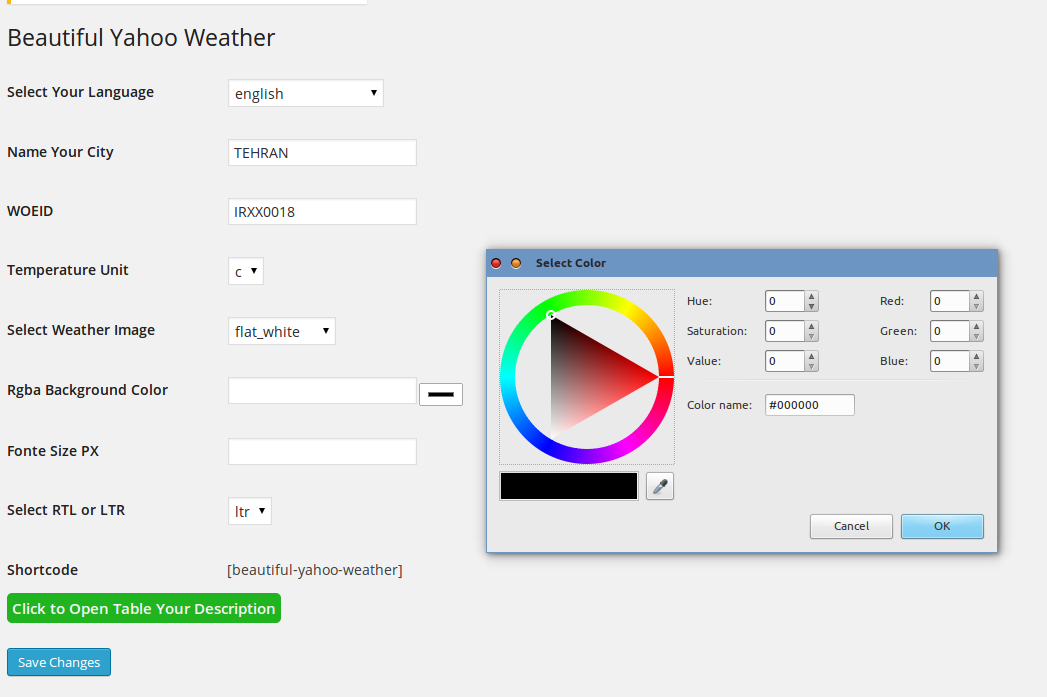 Beautiful Yahoo Weather
Select Your Language english
Name Your City TEHRAN
WOEID IRXX0018
Temperature Unit c
Select Weather Image flat_white
Rgba Background Color
Fonte Size PX
Select RTL or LTR ltr
Shortcode [beautiful-yahoo-weather]
Click to Open Table Your Description
Save Changes
Select Color
Hue: 0 Red: 0
Saturation: 0 Green: 0
Value: 0 Blue: 0
Color name: #000000
Cancel OK